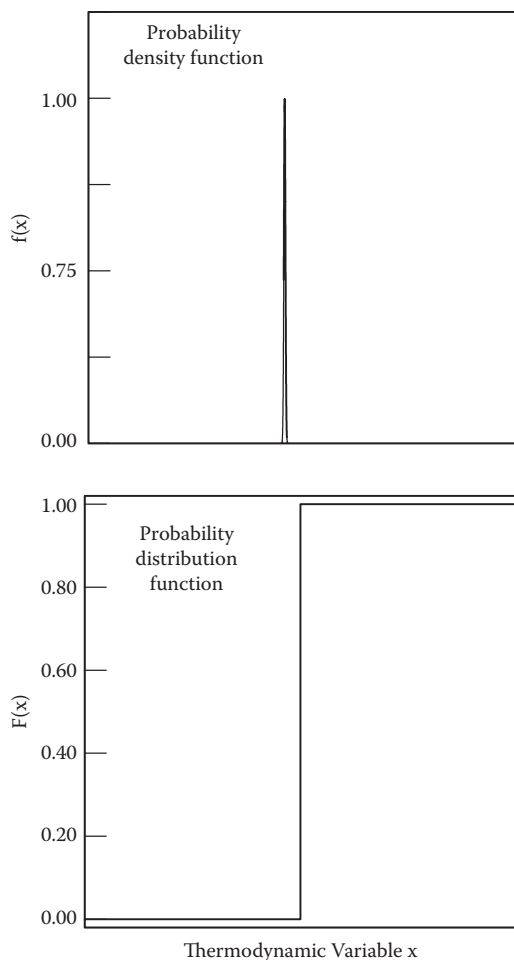 Probability
density function
1.00
0.75
0.00
f(x)
Probability
distribution
function
1.00
0.80
0.60
0.40
0.20
0.00
F(x)
Thermodynamic Variable x